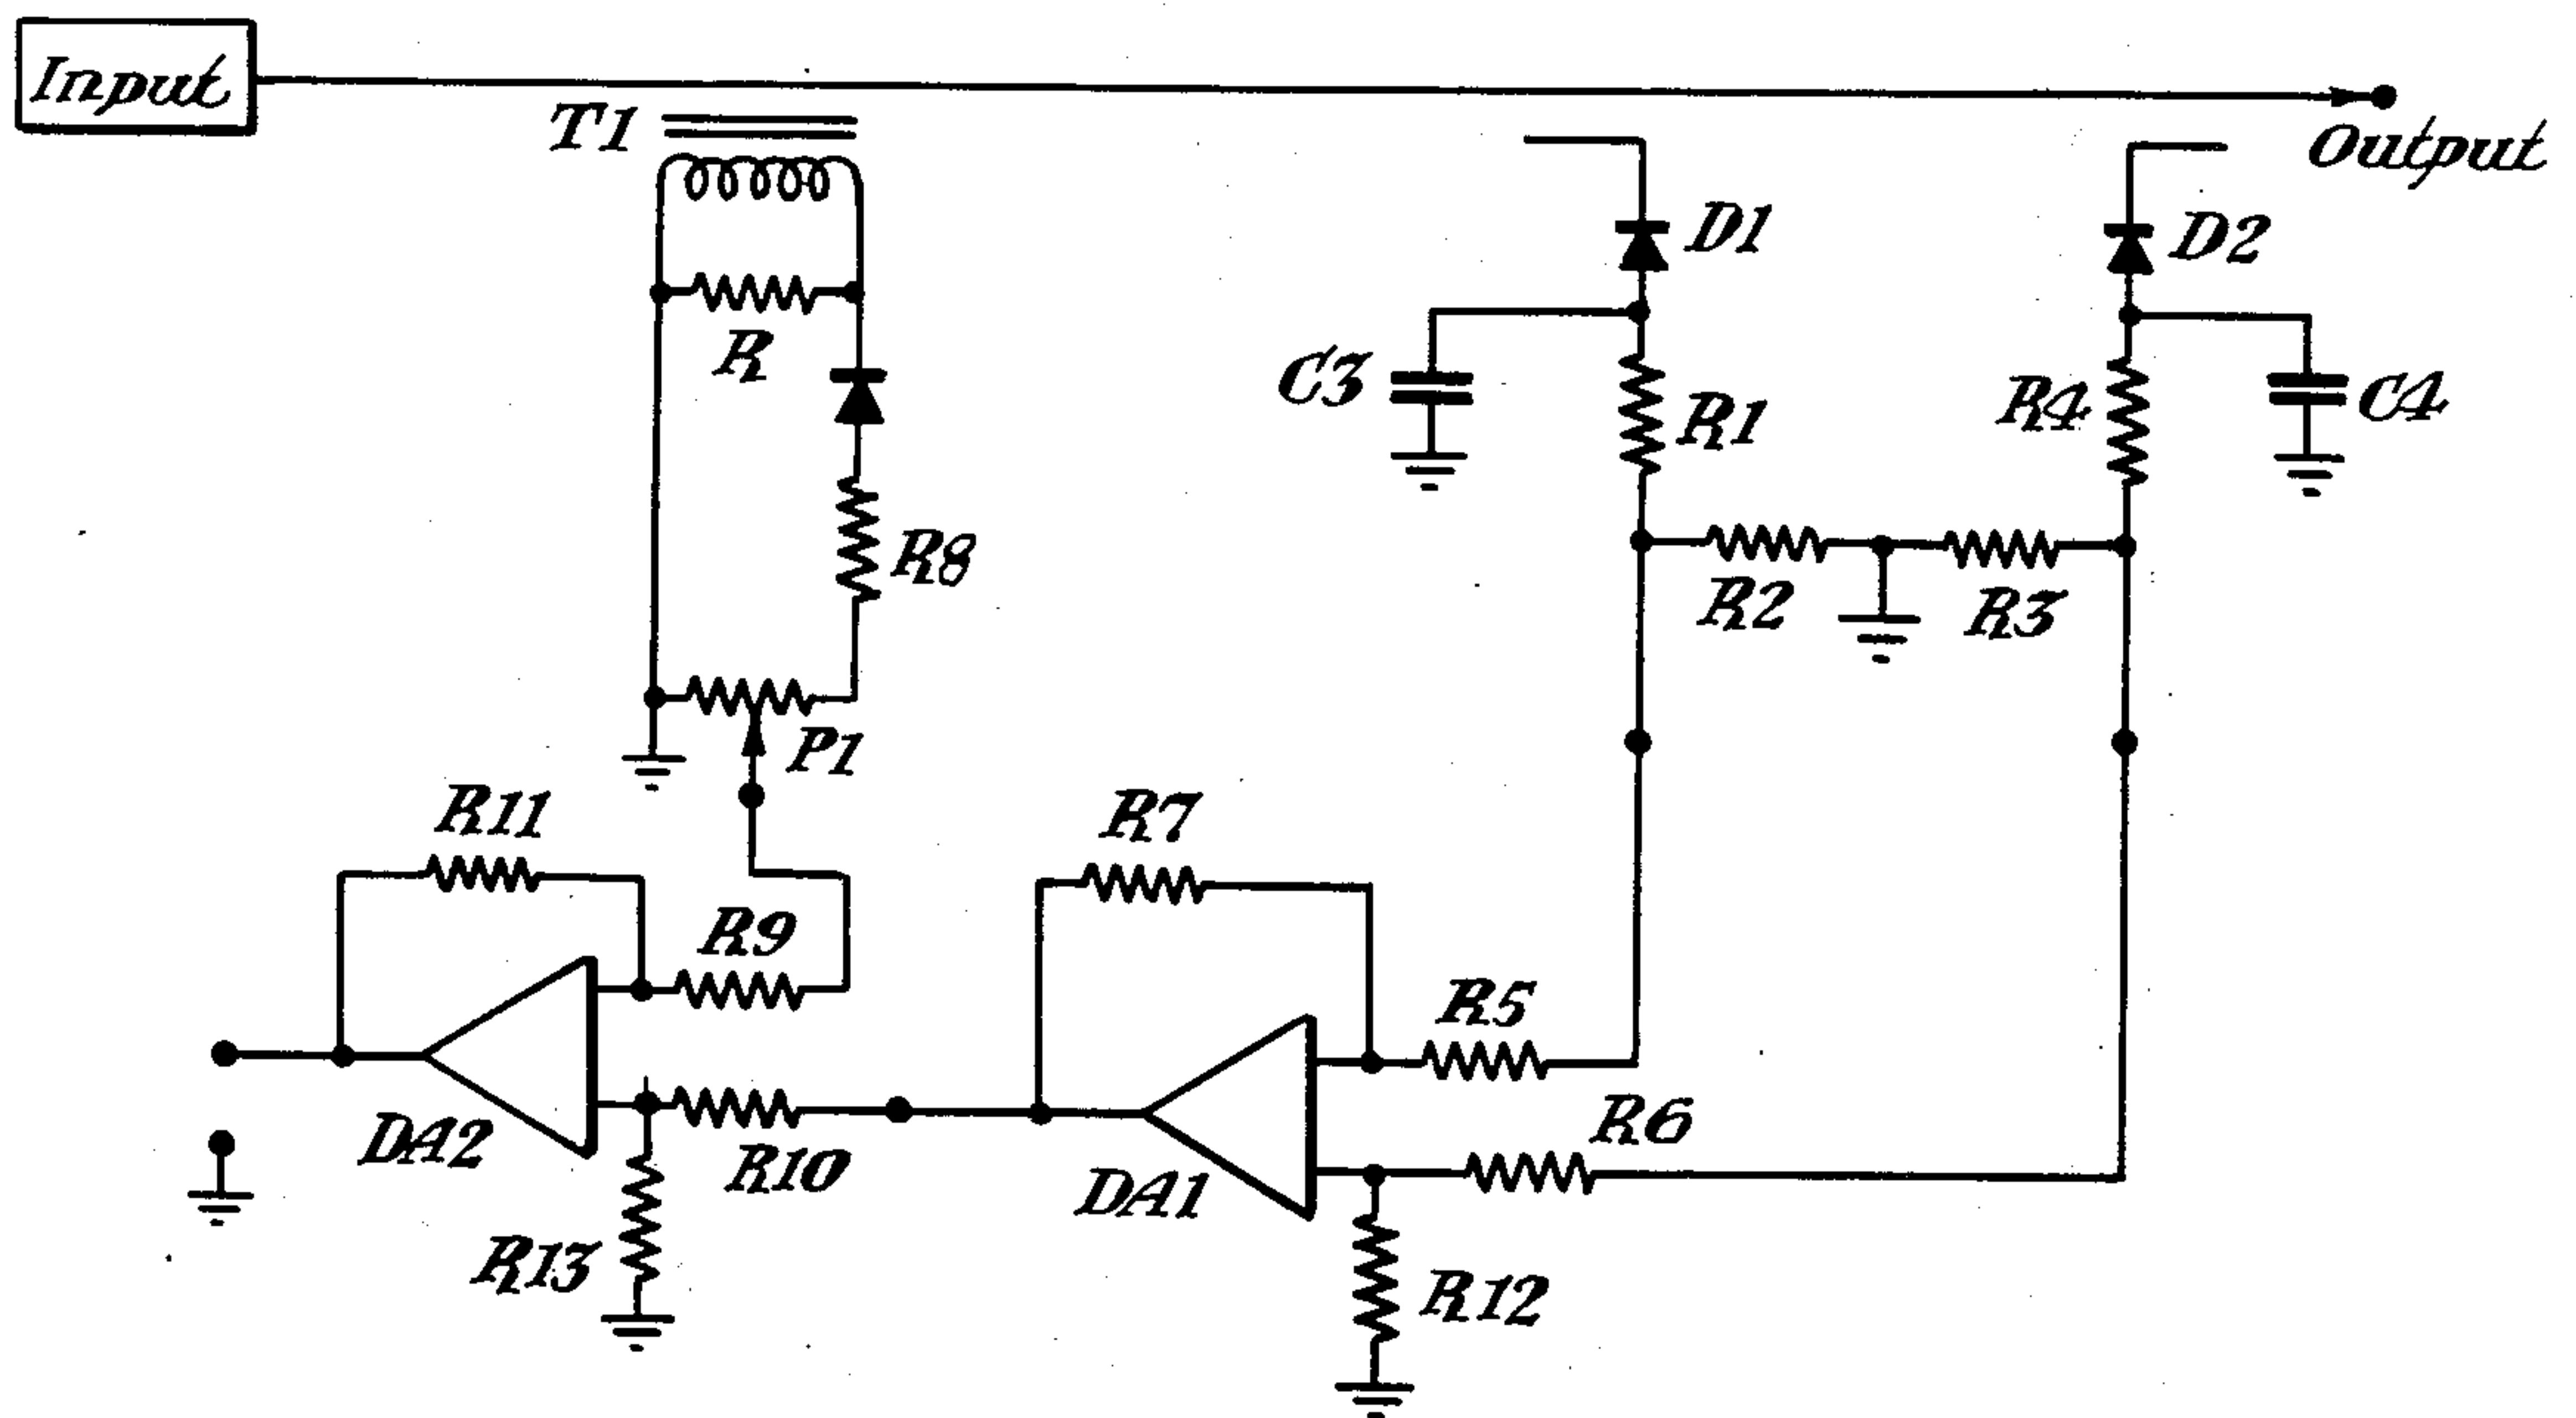 Input
T1
Output
D1
D2
R
C3
R1
R4
C4
R8
R2
R3
P1
R11
R7
R9
R5
DA2
R10
R6
DA1
R13
R12